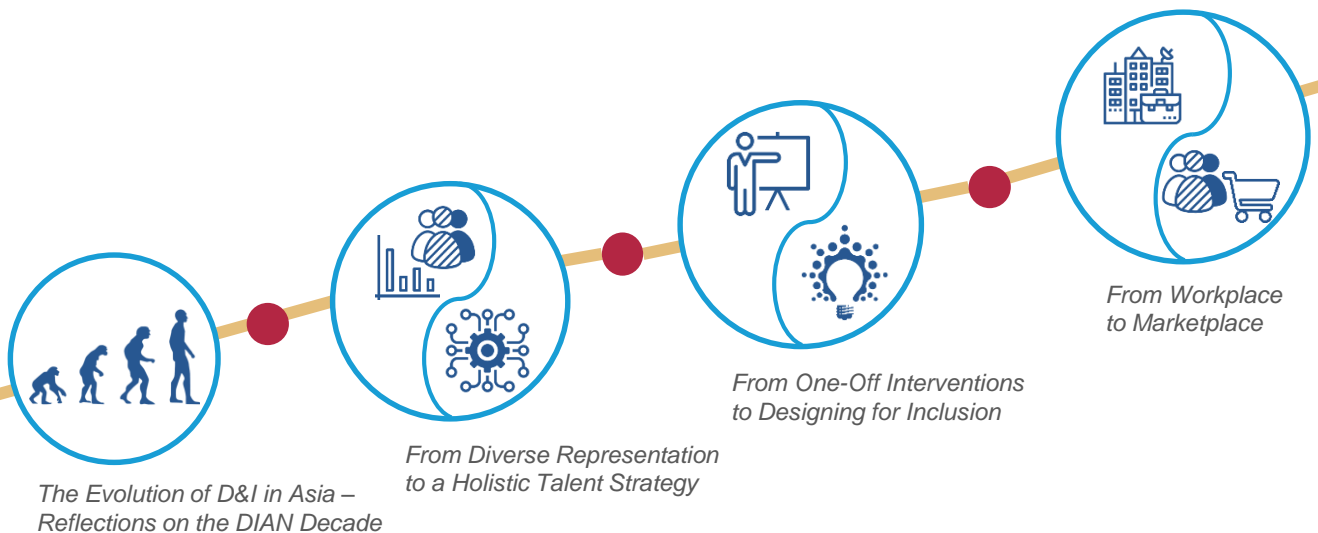 The Evolution of D&I in Asia –
Reflections on the DIAN Decade
From Diverse Representation
to a Holistic Talent Strategy
From One-Off Interventions
to Designing for Inclusion
From Workplace
to Marketplace